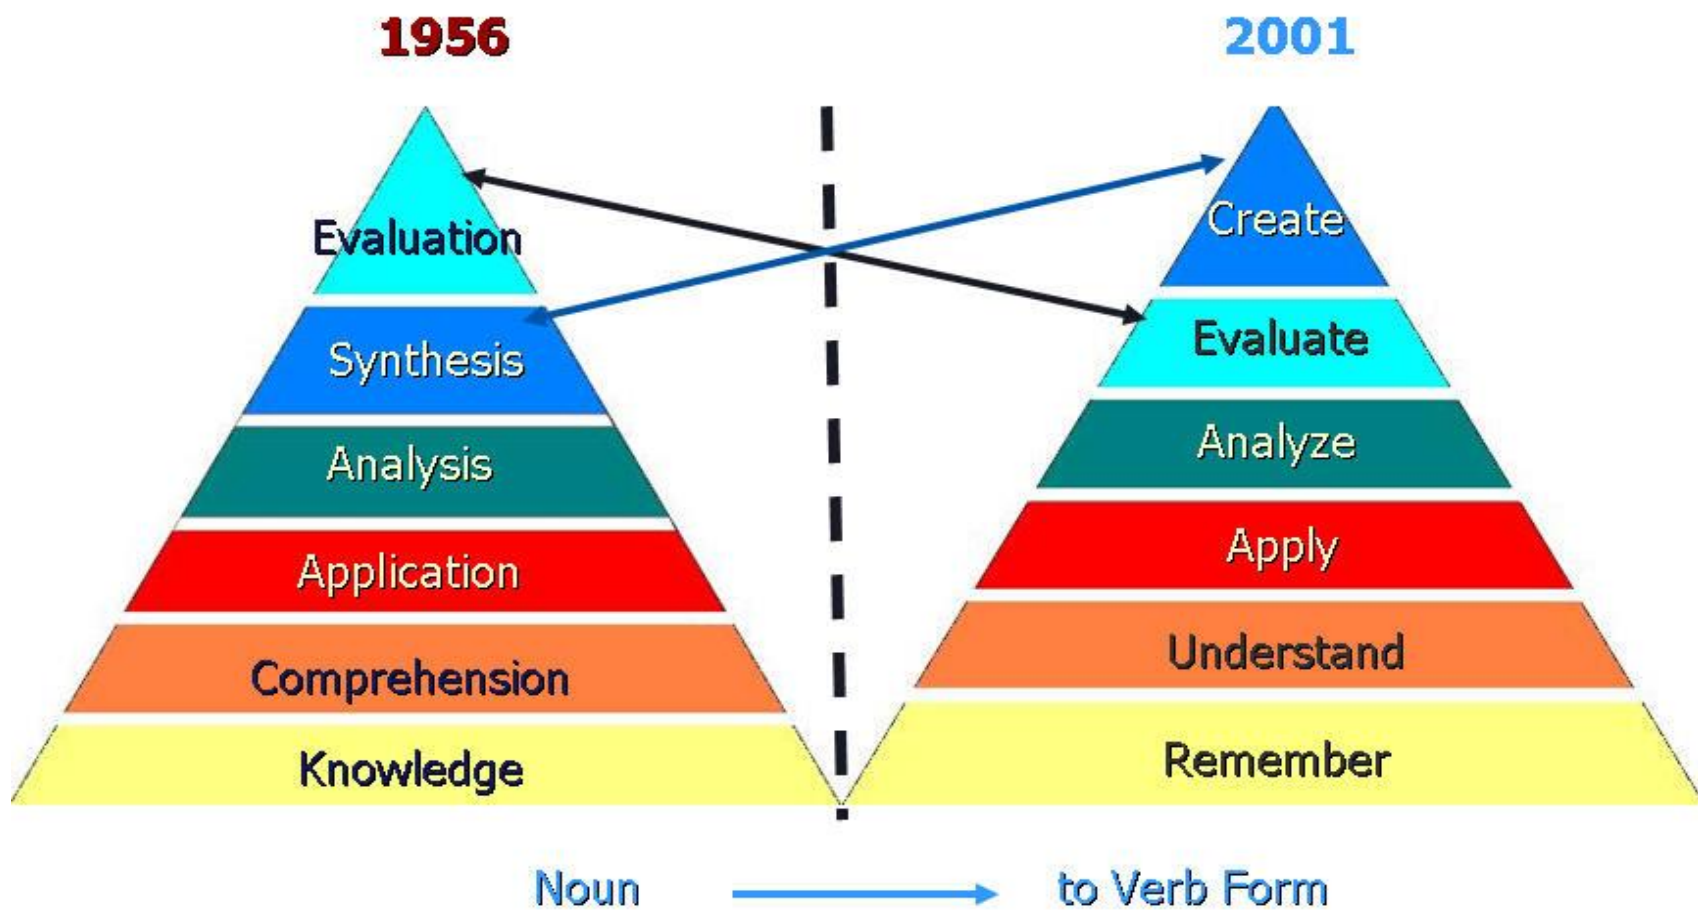 1956
Evaluation
Synthesis
Analysis
Application
Comprehension
Knowledge
2001
Create
Evaluate
Analyze
Apply
Understand
Remember
Noun to Verb Form